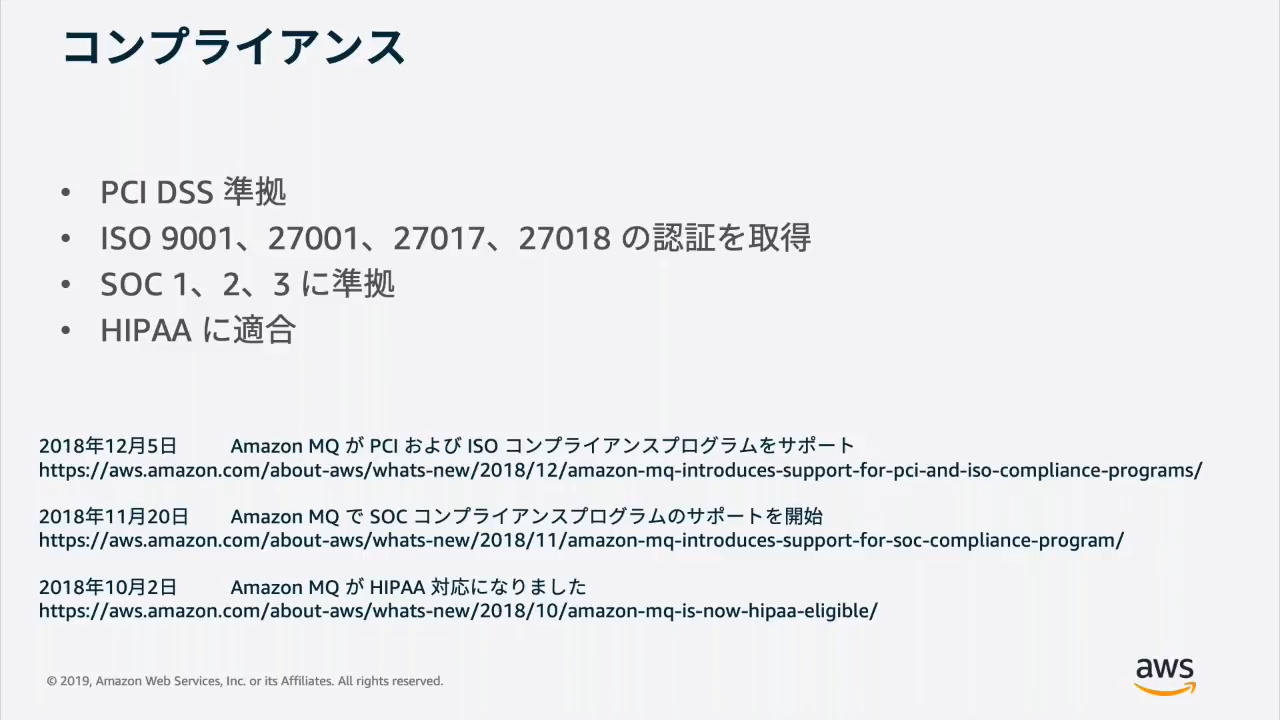 コンプライアンス
• PCI DSS 準拠
• ISO 9001、27001、27017、27018 の認証を取得
• SOC 1、2、3 に準拠
• HIPAA に適合
2018年12月5日 Amazon MQ が PCI および ISO コンプライアンスプログラムをサポート
https://aws.amazon.com/about-aws/whats-new/2018/12/amazon-mq-introduces-support-for-pci-and-iso-compliance-programs/
2018年11月20日 Amazon MQ で SOC コンプライアンスプログラムのサポートを開始
https://aws.amazon.com/about-aws/whats-new/2018/11/amazon-mq-introduces-support-for-soc-compliance-program/
2018年10月2日 Amazon MQ が HIPAA 対応になりました
https://aws.amazon.com/about-aws/whats-new/2018/10/amazon-mq-is-now-hipaa-eligible/
© 2019, Amazon Web Services, Inc. or its Affiliates. All rights reserved.
aws